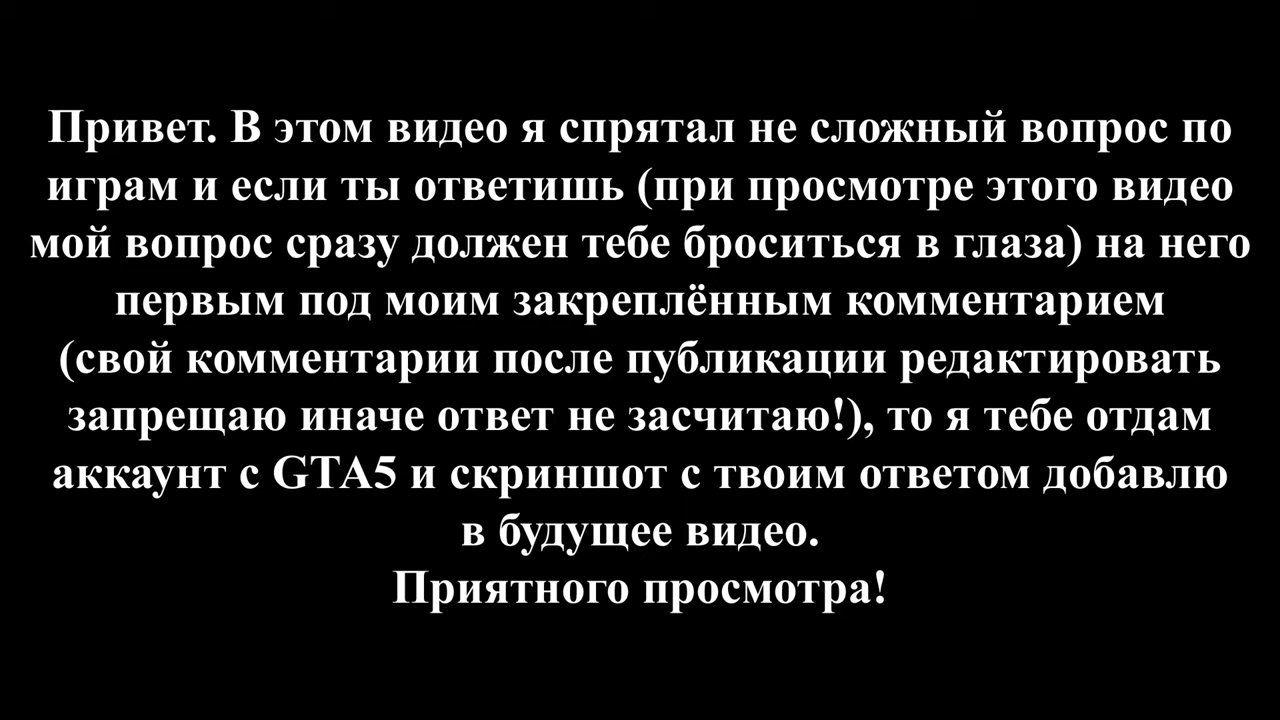 Привет. В этом видео я спрятал не сложный вопрос по
играм и если ты ответишь (при просмотре этого видео
мой вопрос сразу должен тебе броситься в глаза) на него
первым под моим закреплённым комментарием
(свой комментарии после публикации редактировать
запрещаю иначе ответ не засчитаю!), то я тебе отдам
аккаунт с GTA5 и скриншот с твоим ответом добавлю
в будущее видео.
Приятного просмотра!